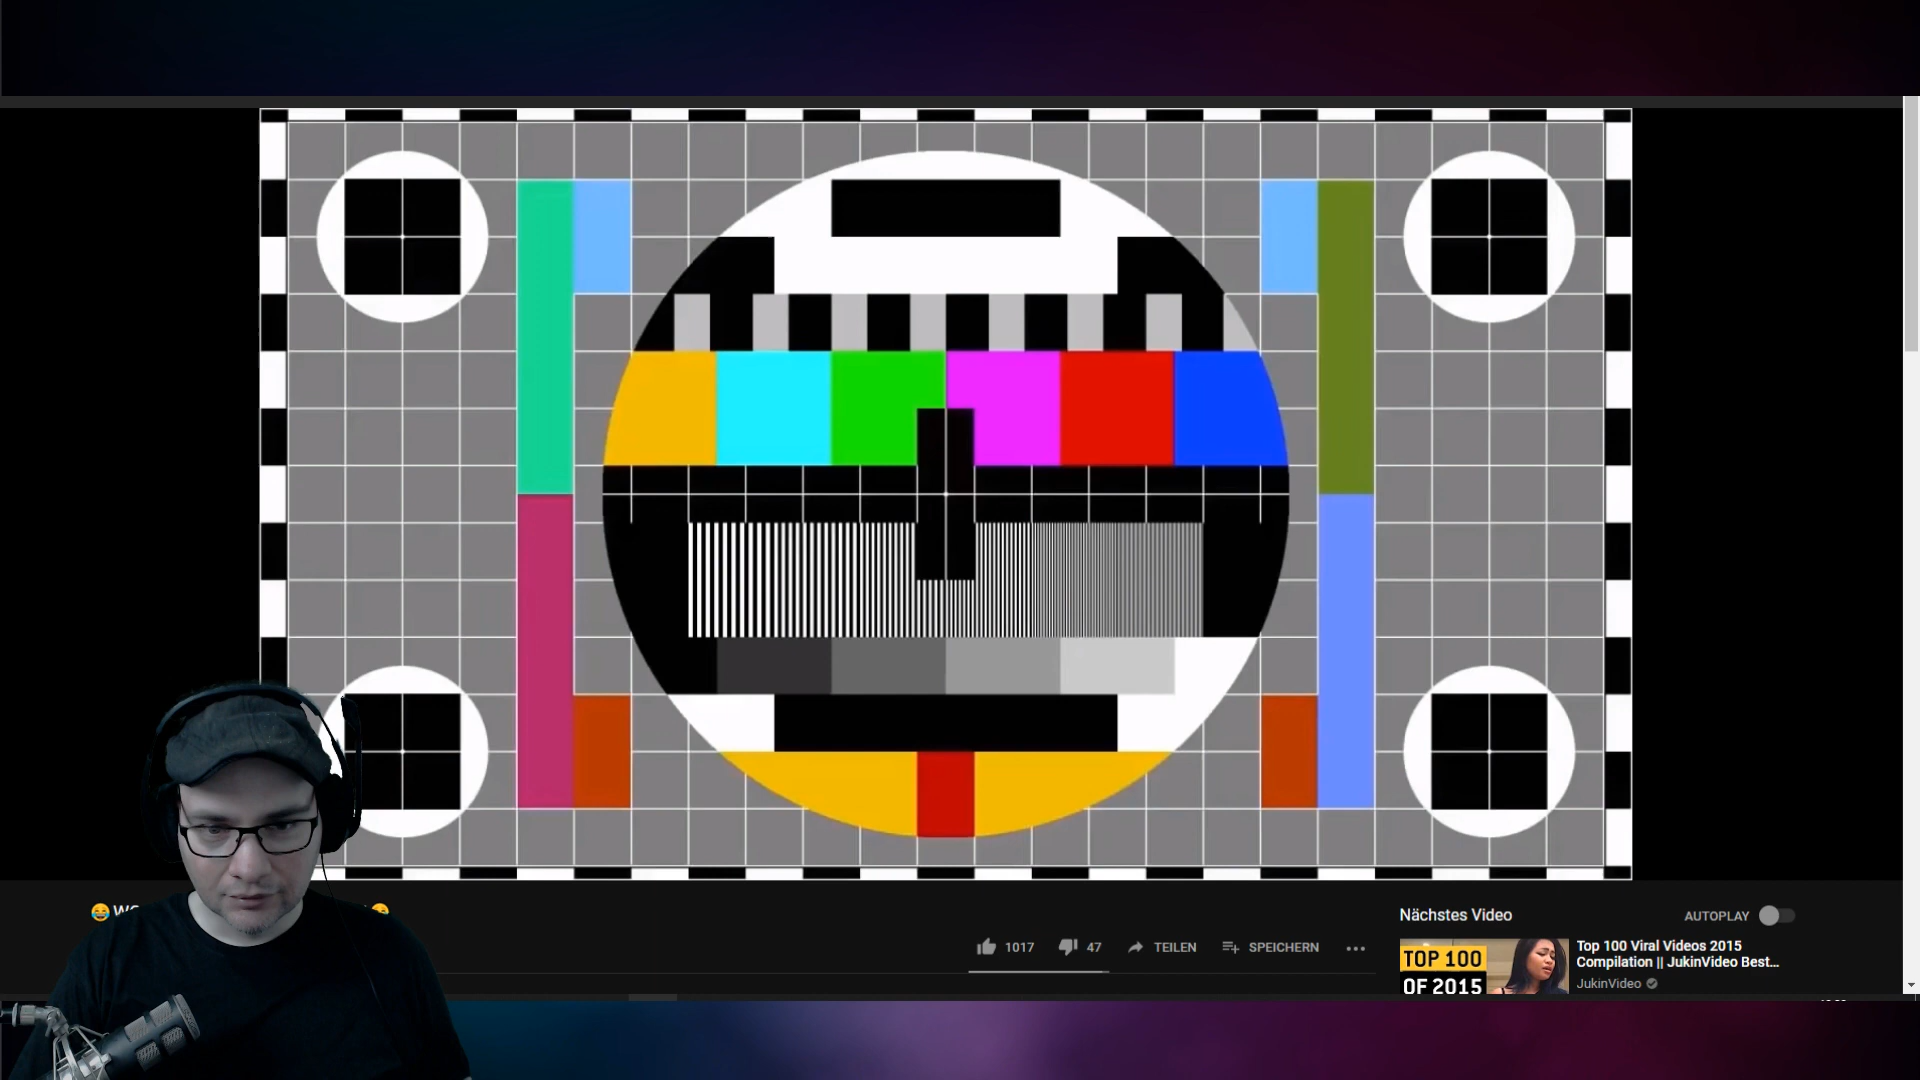 1017
47
TEILEN
SPEICHERN
Nächstes Video
AUTOPLAY
TOP 100
OF 2015
Top 100 Viral Videos 2015
Compilation || JukinVideo Best...
JukinVideo